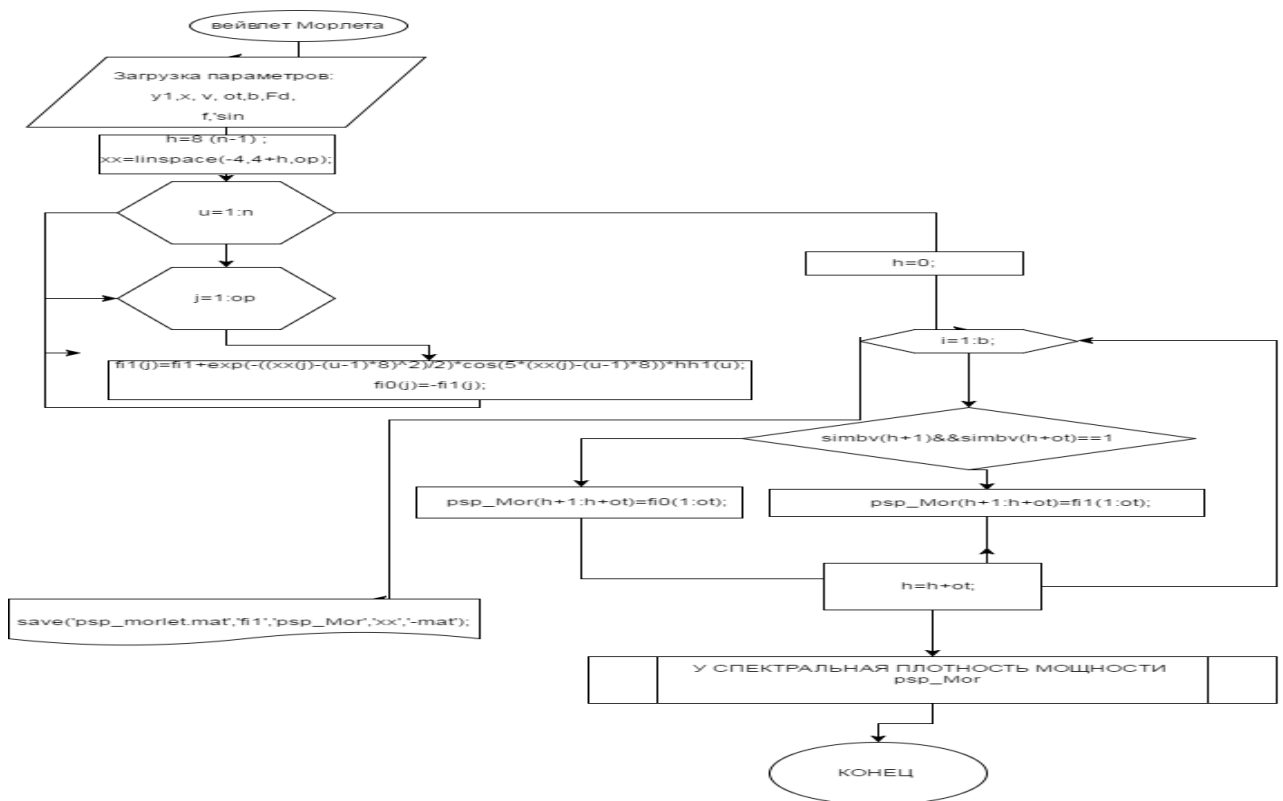 вейвлет Морлета
Загрузка параметров:
y1,x, v, ot,b,Fd,
f,'sin
h=8 (n-1) ;
xx=linspace(-4,4+h,op);
u=1:n
h=0;
j=1:op
i=1:b;
fi1(j)=fi1+exp(-((xx(j)-(u-1)*8)^2)/2)*cos(5*(xx(j)-(u-1)*8))*hh1(u);
fi0(j)=-fi1(j);
simbv(h+1)&&simbv(h+ot)==1
psp_Mor(h+1:h+ot)=fi0(1:ot);
psp_Mor(h+1:h+ot)=fi1(1:ot);
h=h+ot;
save('psp_morlet.mat','fi1','psp_Mor','xx','-mat');
У СПЕКТРАЛЬНАЯ ПЛОТНОСТЬ МОЩНОСТИ
psp_Mor
КОНЕЦ